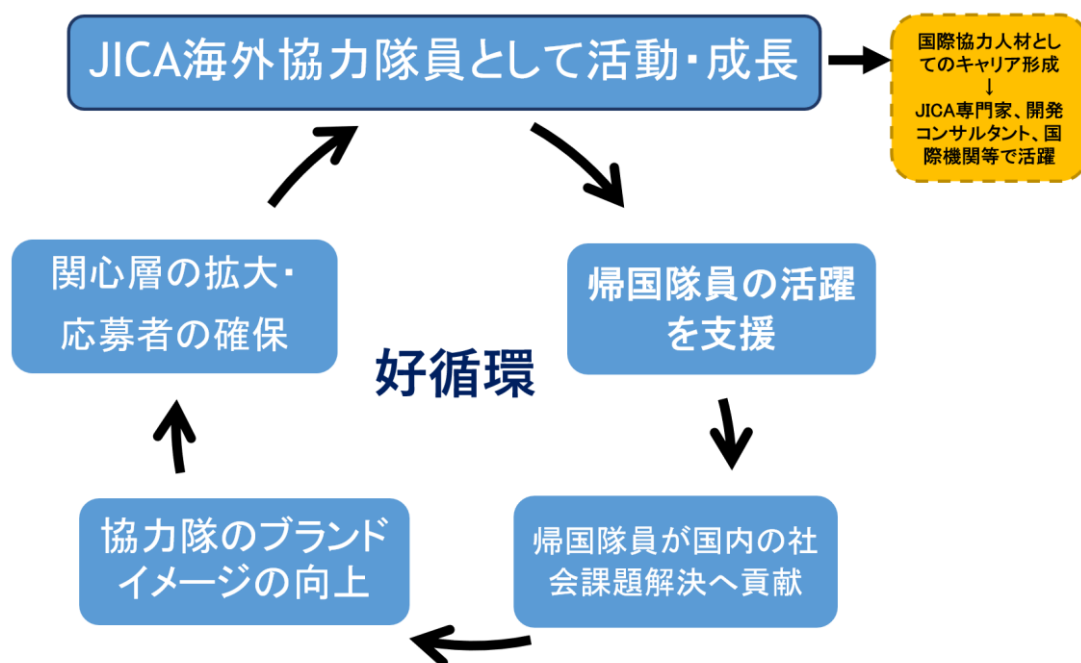 JICA海外協力隊員として活動・成長
国際協力人材とし
てのキャリア形成
↓
JICA専門家、開発
コンサルタント、国
際機関等で活躍
帰国隊員の活躍
を支援
帰国隊員が国内の社
会課題解決へ貢献
協力隊のブランド
イメージの向上
関心層の拡大・
応募者の確保
好循環